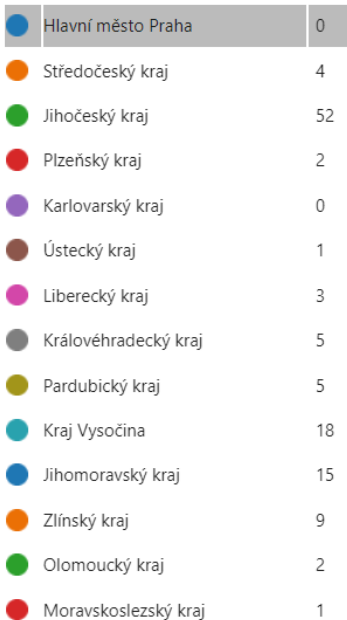 Hlavní město Praha 0
Středočeský kraj 4
Jihočeský kraj 52
Plzeňský kraj 2
Karlovarský kraj 0
Ústecký kraj 1
Liberecký kraj 3
Královéhradecký kraj 5
Pardubický kraj 5
Kraj Vysočina 18
Jihomoravský kraj 15
Zlínský kraj 9
Olomoucký kraj 2
Moravskoslezský kraj 1